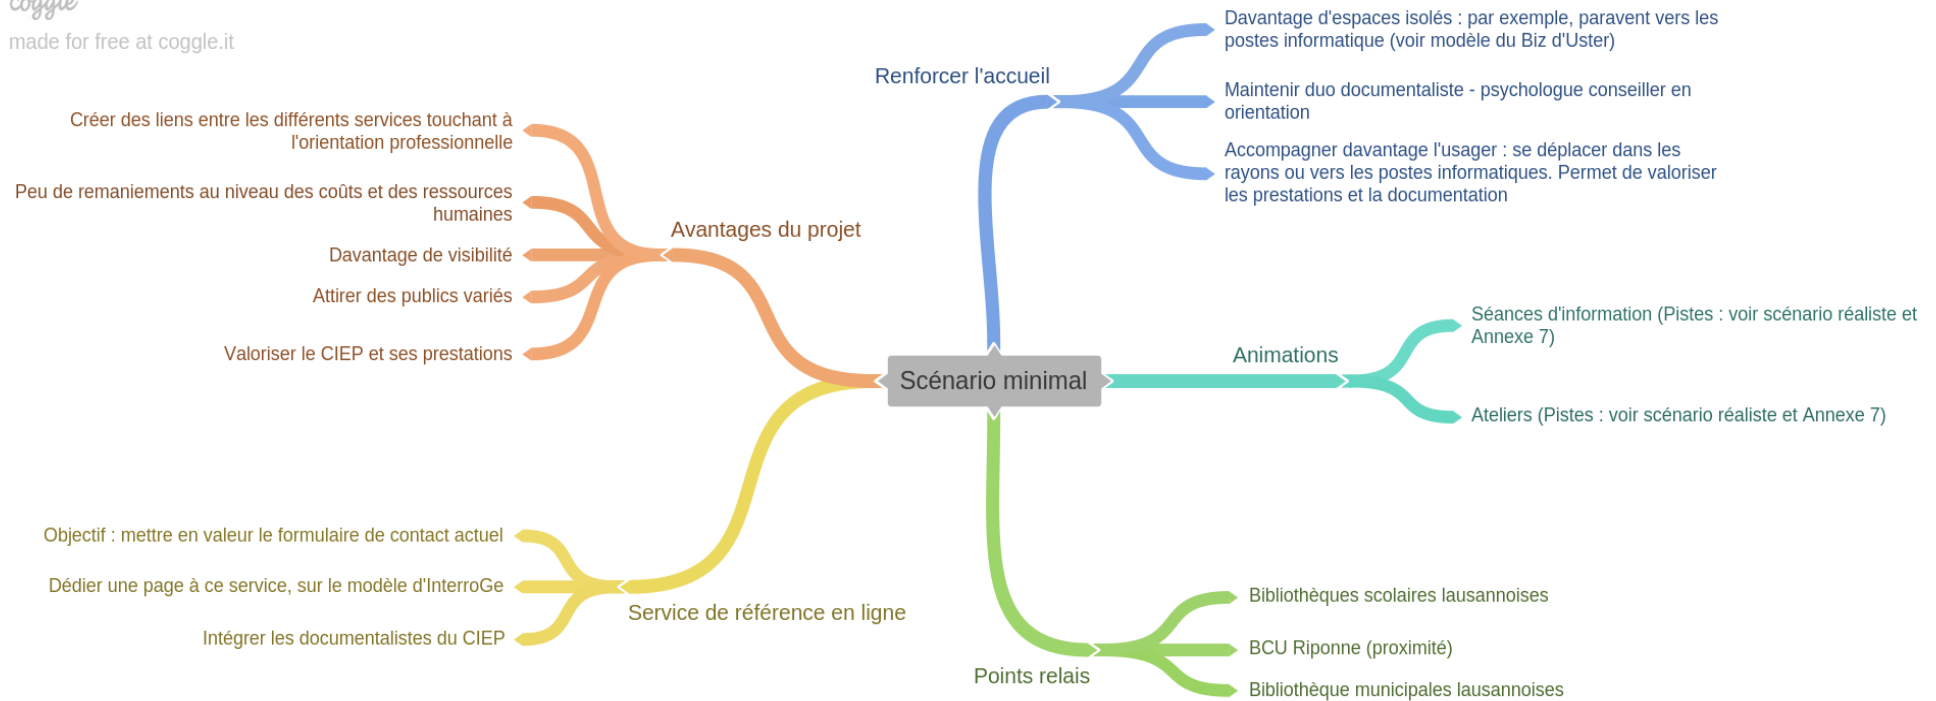 coggle
made for free at coggle.it
Créer des liens entre les différents services touchant à
l'orientation professionnelle
Peu de remaniements au niveau des coûts et des ressources
humaines
Davantage de visibilité
Attirer des publics variés
Valoriser le CIEP et ses prestations
Avantages du projet
Objectif : mettre en valeur le formulaire de contact actuel
Dédier une page à ce service, sur le modèle d'InterroGe
Intégrer les documentalistes du CIEP
Service de référence en ligne
Scénario minimal
Renforcer l'accueil
Davantage d'espaces isolés : par exemple, paravent vers les
postes informatique (voir modèle du Biz d'Uster)
Maintenir duo documentaliste - psychologue conseiller en
orientation
Accompagner davantage l'usager : se déplacer dans les
rayons ou vers les postes informatiques. Permet de valoriser
les prestations et la documentation
Animations
Séances d'information (Pistes : voir scénario réaliste et
Annexe 7)
Ateliers (Pistes : voir scénario réaliste et Annexe 7)
Points relais
Bibliothèques scolaires lausannoises
BCU Riponne (proximité)
Bibliothèque municipales lausannoises